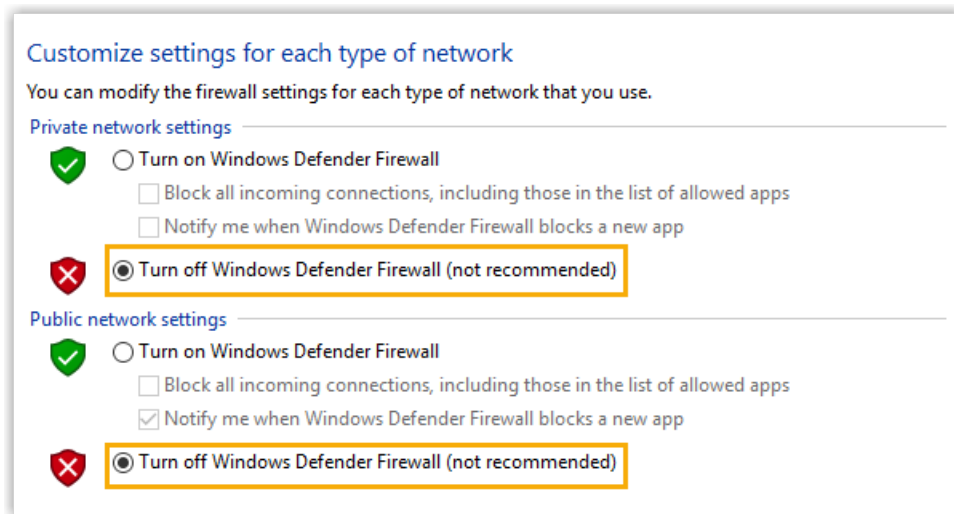 Customize settings for each type of network
You can modify the firewall settings for each type of network that you use.
Private network settings
Turn on Windows Defender Firewall
Block all incoming connections, including those in the list of allowed apps
Notify me when Windows Defender Firewall blocks a new app
Turn off Windows Defender Firewall (not recommended)
Public network settings
Turn on Windows Defender Firewall
Block all incoming connections, including those in the list of allowed apps
Notify me when Windows Defender Firewall blocks a new app
Turn off Windows Defender Firewall (not recommended)